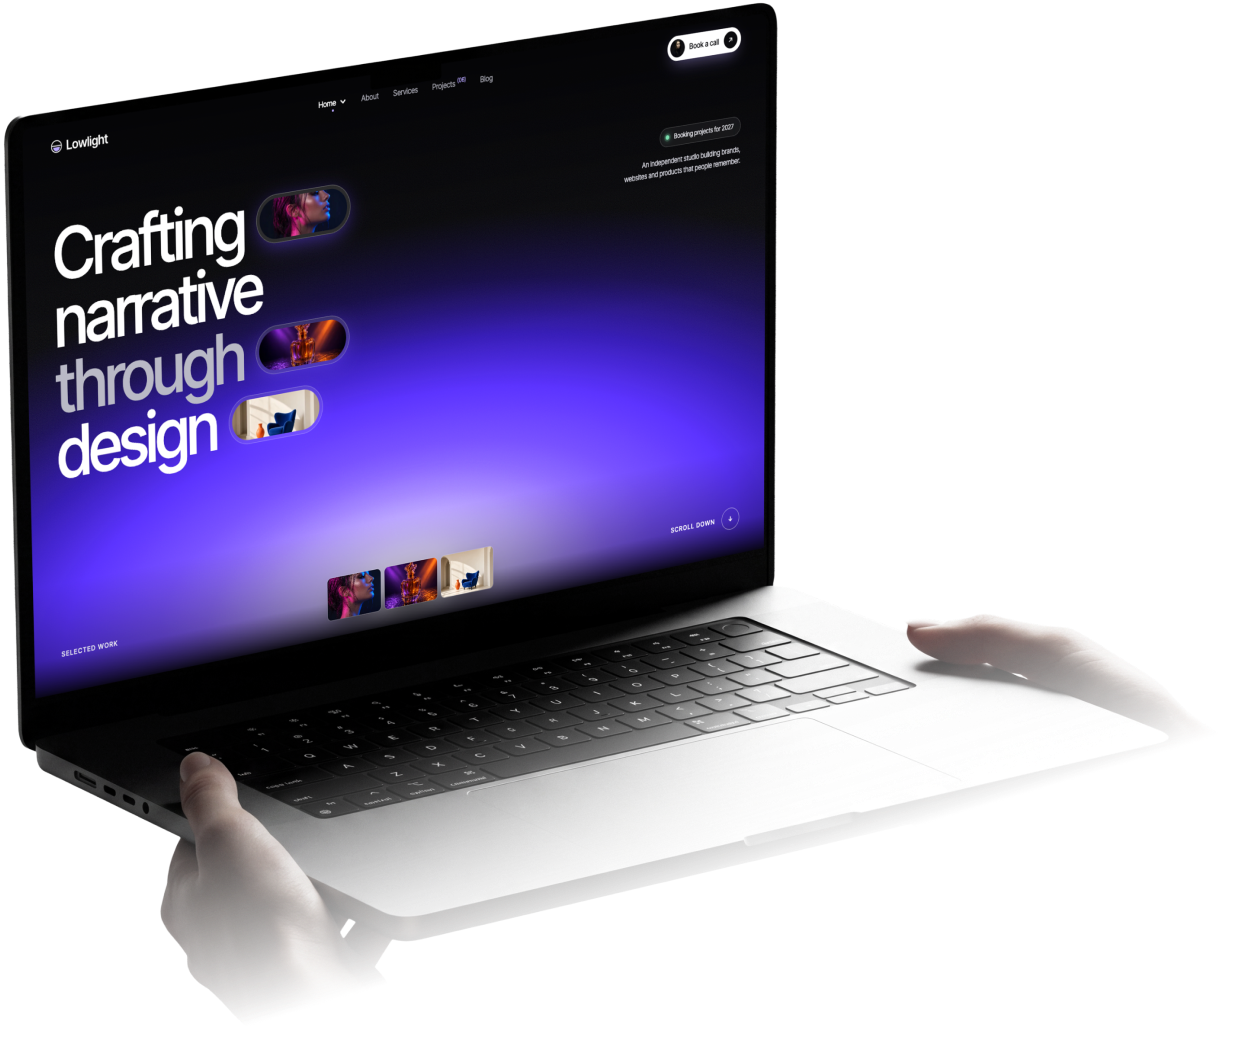 Book a call
Home About Services Projects (06) Blog
Lowlight
Booking projects for 2027
An independent studio building brands,
websites and products that people remember.
Crafting
narrative
through
design
SCROLL DOWN
SELECTED WORK
Q W E R T Y U I O P
A S D F G H J K L
Z X C V B N M